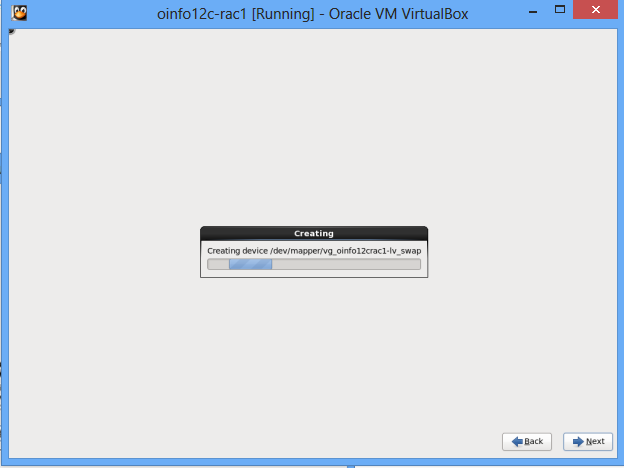 oinfo12c-rac1 [Running] - Oracle VM VirtualBox
Creating
Creating device /dev/mapper/vg_oinfo12crac1-lv_swap
Back
Next